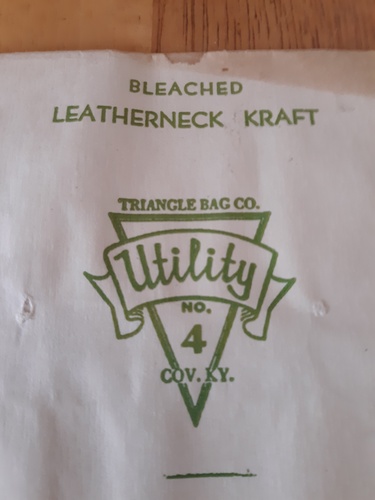 BLEACHED
LEATHERNECK KRAFT
TRIANGLE BAG CO.
Utility
NO.
4
COV. KY.